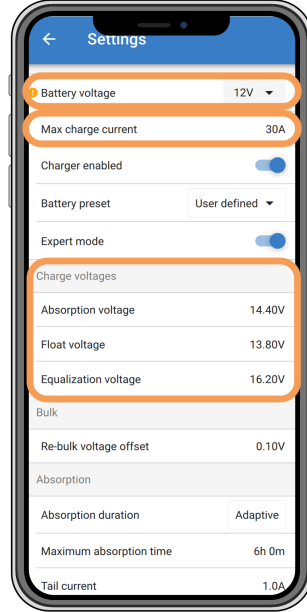 Settings
Battery voltage 12V
Max charge current 30A
Charger enabled
Battery preset User defined
Expert mode
Charge voltages
Absorption voltage 14.40V
Float voltage 13.80V
Equalization voltage 16.20V
Bulk
Re-bulk voltage offset 0.10V
Absorption
Absorption duration Adaptive
Maximum absorption time 6h 0m
Tail current 1.0A